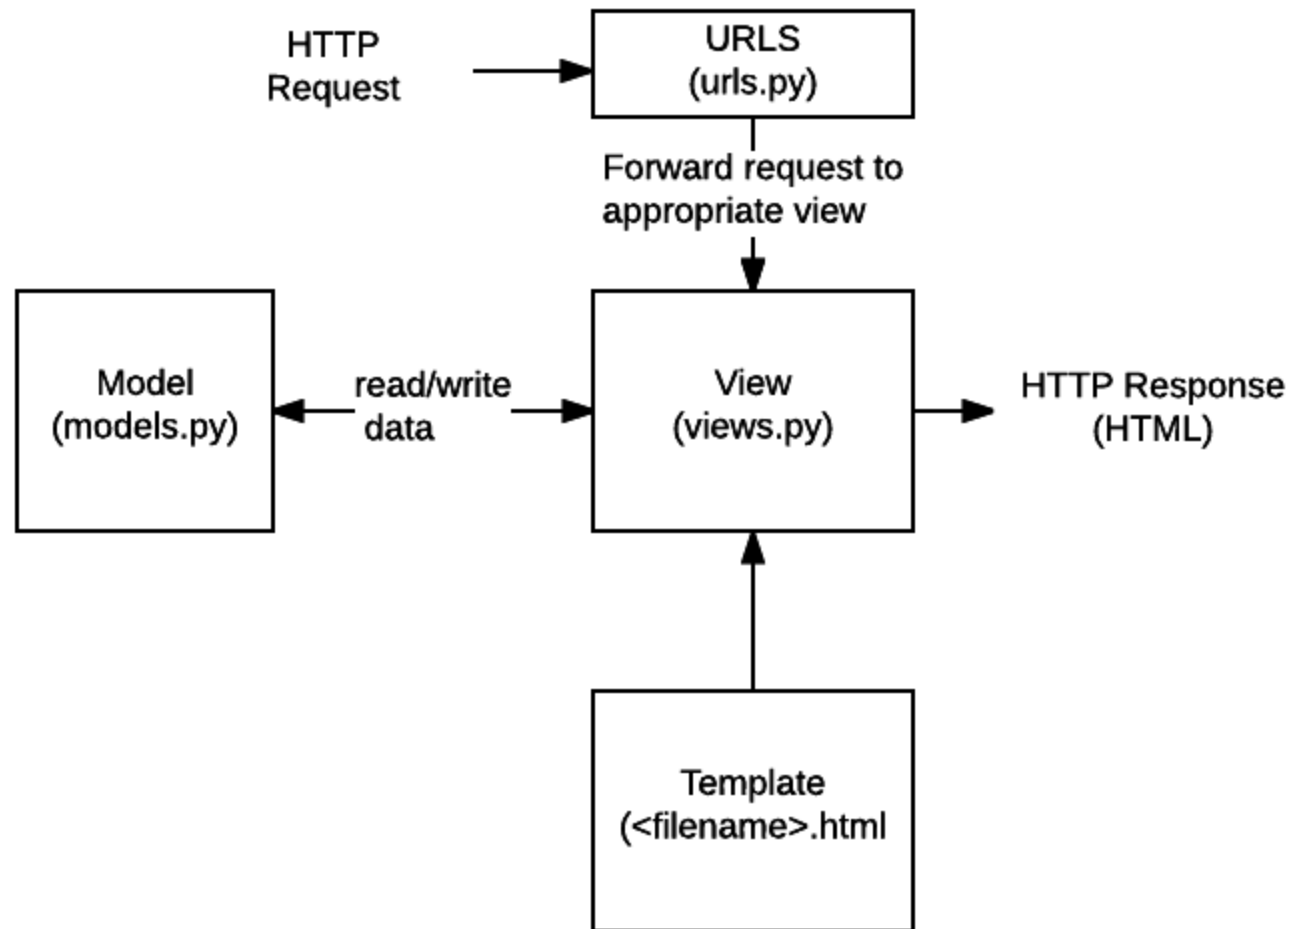 HTTP
Request
URLS
(urls.py)
Forward request to
appropriate view
Model
(models.py)
read/write
data
View
(views.py)
HTTP Response
(HTML)
Template
(<filename>.html